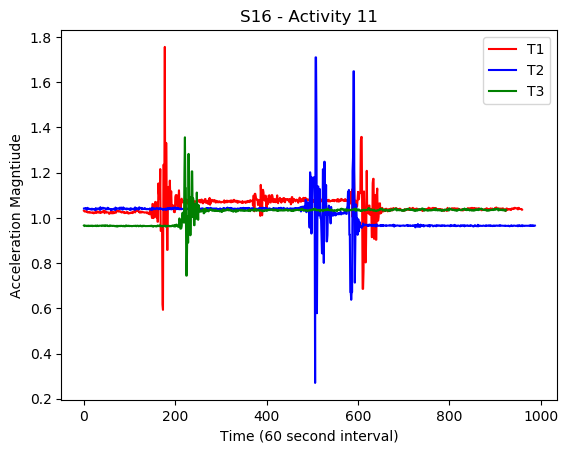 S16 - Activity 11
T1
T2
T3
1.8
1.6
1.4
1.2
1.0
0.8
0.6
0.4
0.2
Acceleration Magntiude
0
200
400
600
800
1000
Time (60 second interval)